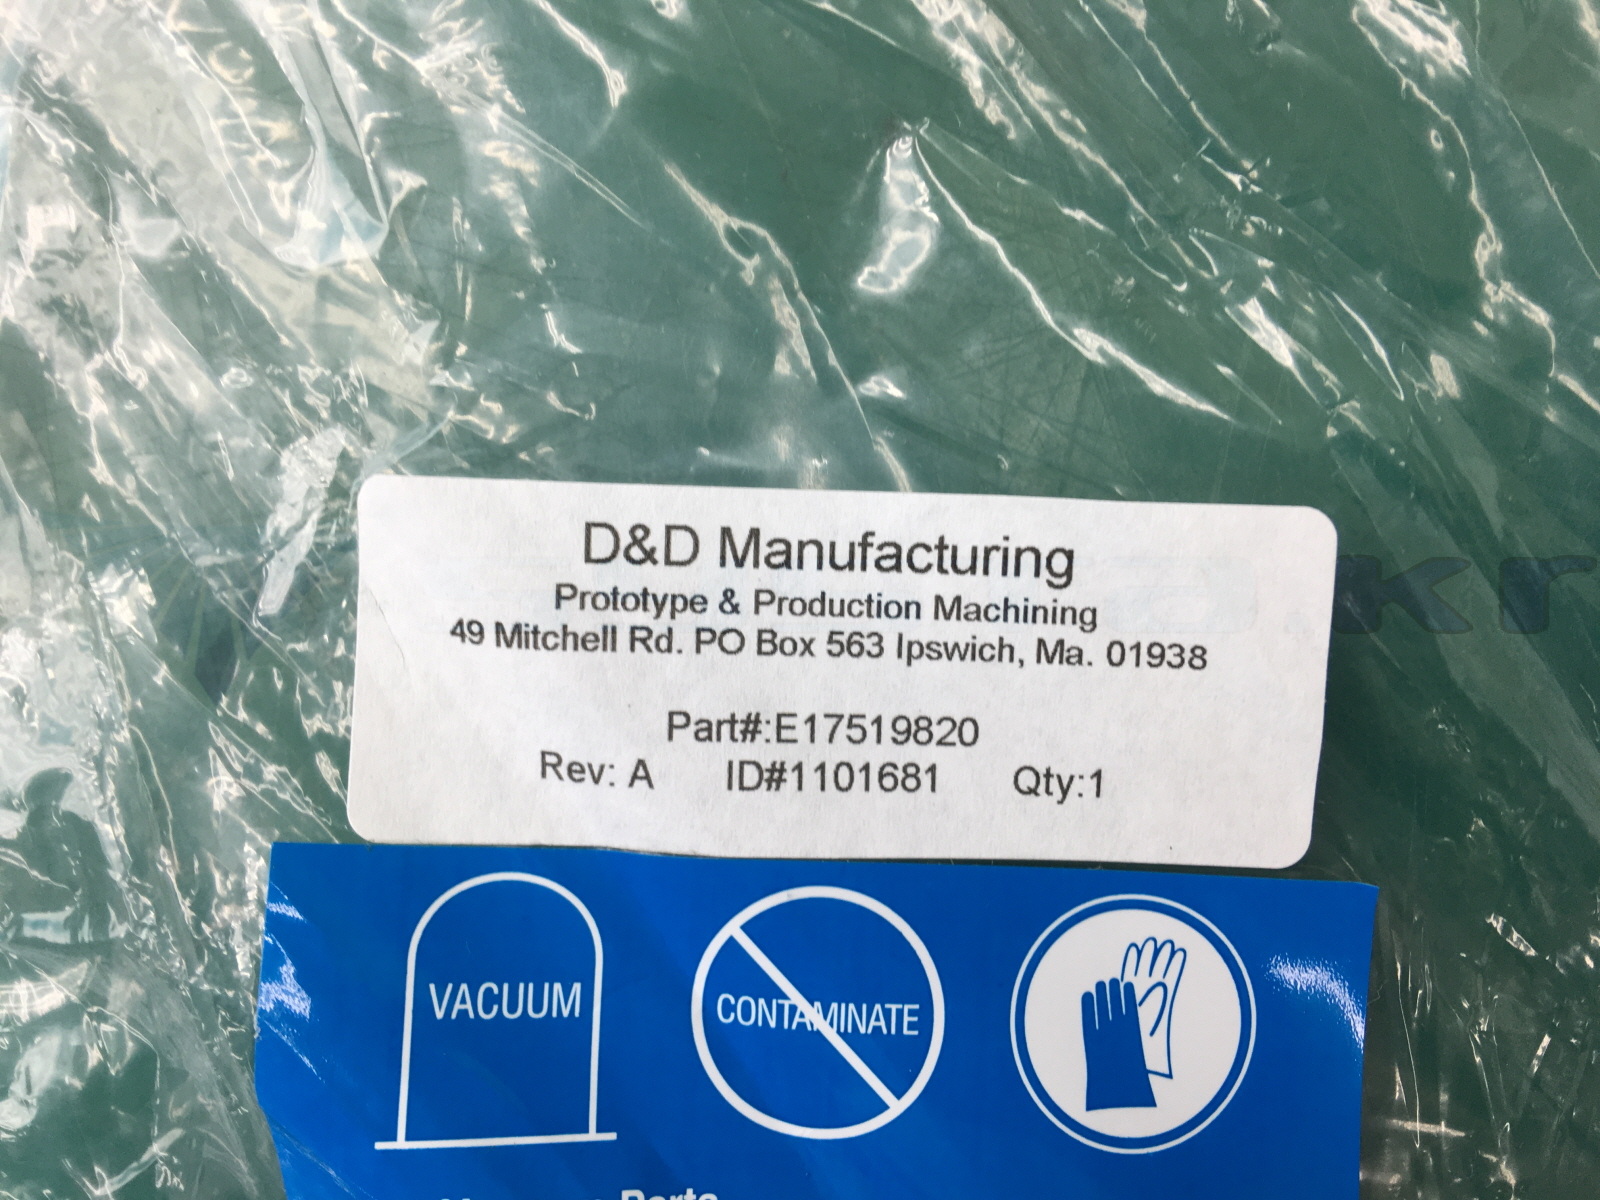 D&D Manufacturing
Prototype & Production Machining
49 Mitchell Rd. PO Box 563 Ipswich, Ma. 01938
Part#:E17519820
Rev: A ID#1101681 Qty:1
VACUUM
CONTAMINATE
Parts